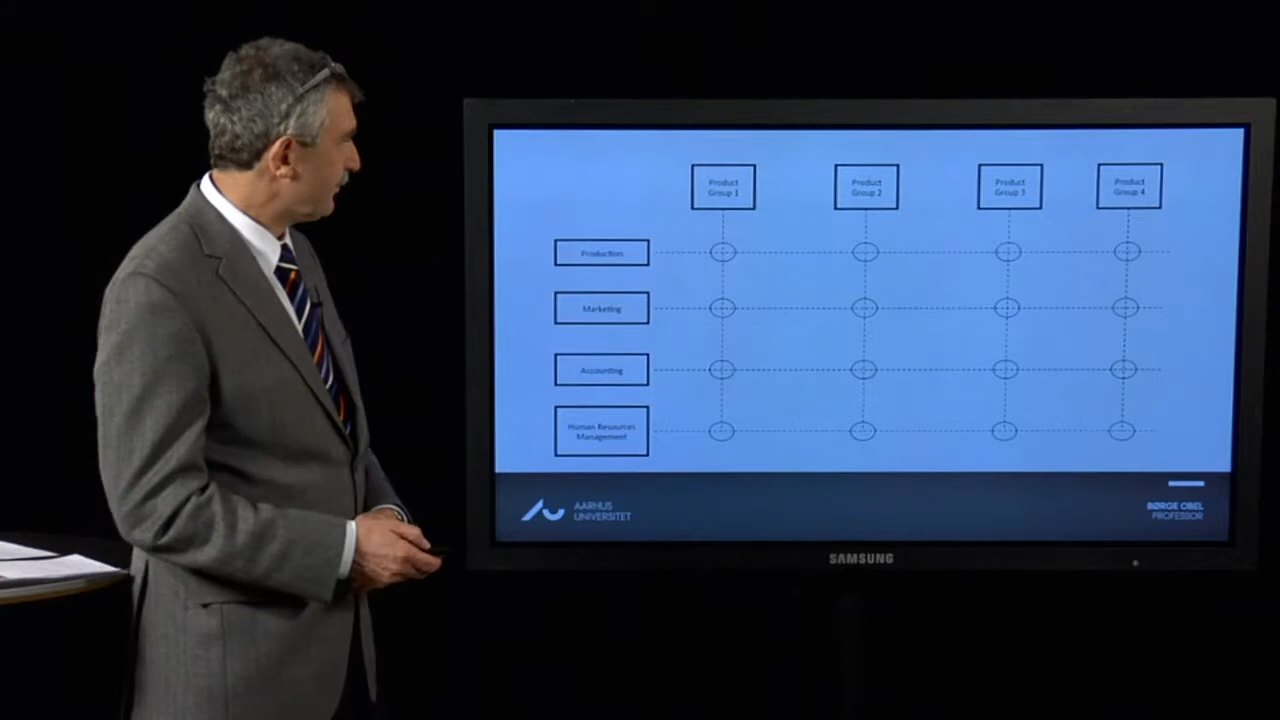 Product
Group 1
Product
Group 2
Product
Group 3
Product
Group 4
Production
Marketing
Accounting
Human Resources
Management
AARHUS
UNIVERSITET
BØRGE OBEL
PROFESSOR
SAMSUNG